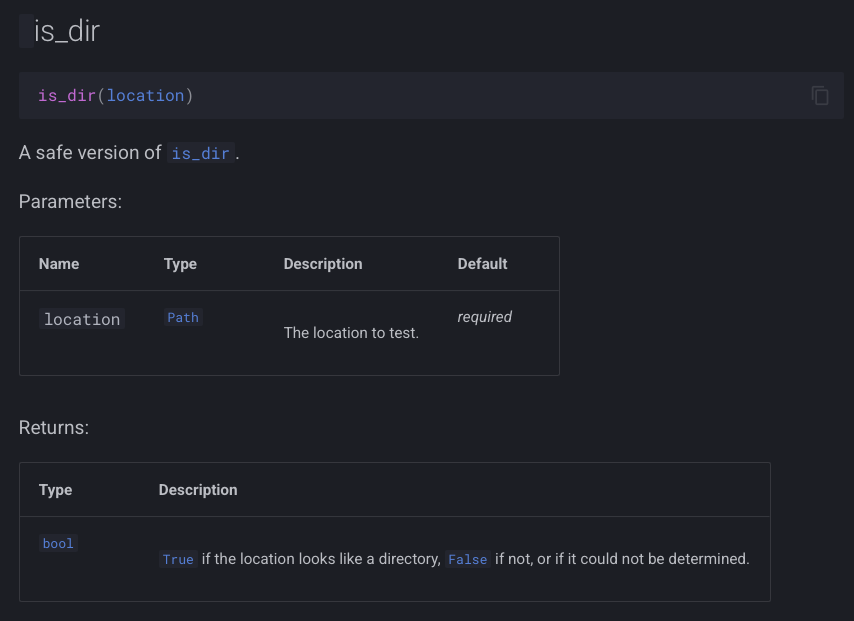 is_dir
is_dir(location)
A safe version of is_dir.
Parameters:
Name Type Description Default
location Path The location to test. required
Returns:
Type Description
bool True if the location looks like a directory, False if not, or if it could not be determined.